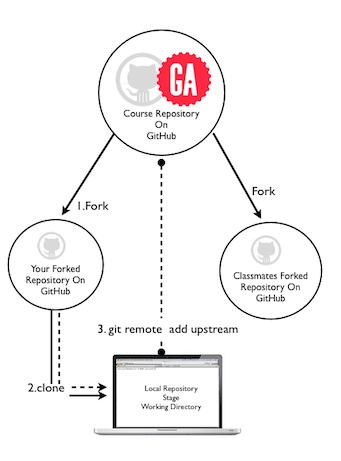 GA
Course Repository
On
GitHub
1.Fork
Fork
Your Forked
Repository On
GitHub
Classmates Forked
Repository On
GitHub
3. git remote add upstream
2.clone
Local Repository
Stage
Working Directory